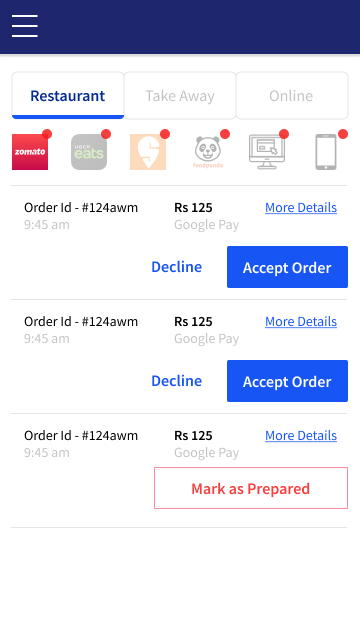 Restaurant Take Away Online
zomato UBER eats foodpanda
Order Id - #124awm Rs 125 More Details
9:45 am Google Pay
Decline Accept Order
Order Id - #124awm Rs 125 More Details
9:45 am Google Pay
Decline Accept Order
Order Id - #124awm Rs 125 More Details
9:45 am Google Pay
Mark as Prepared